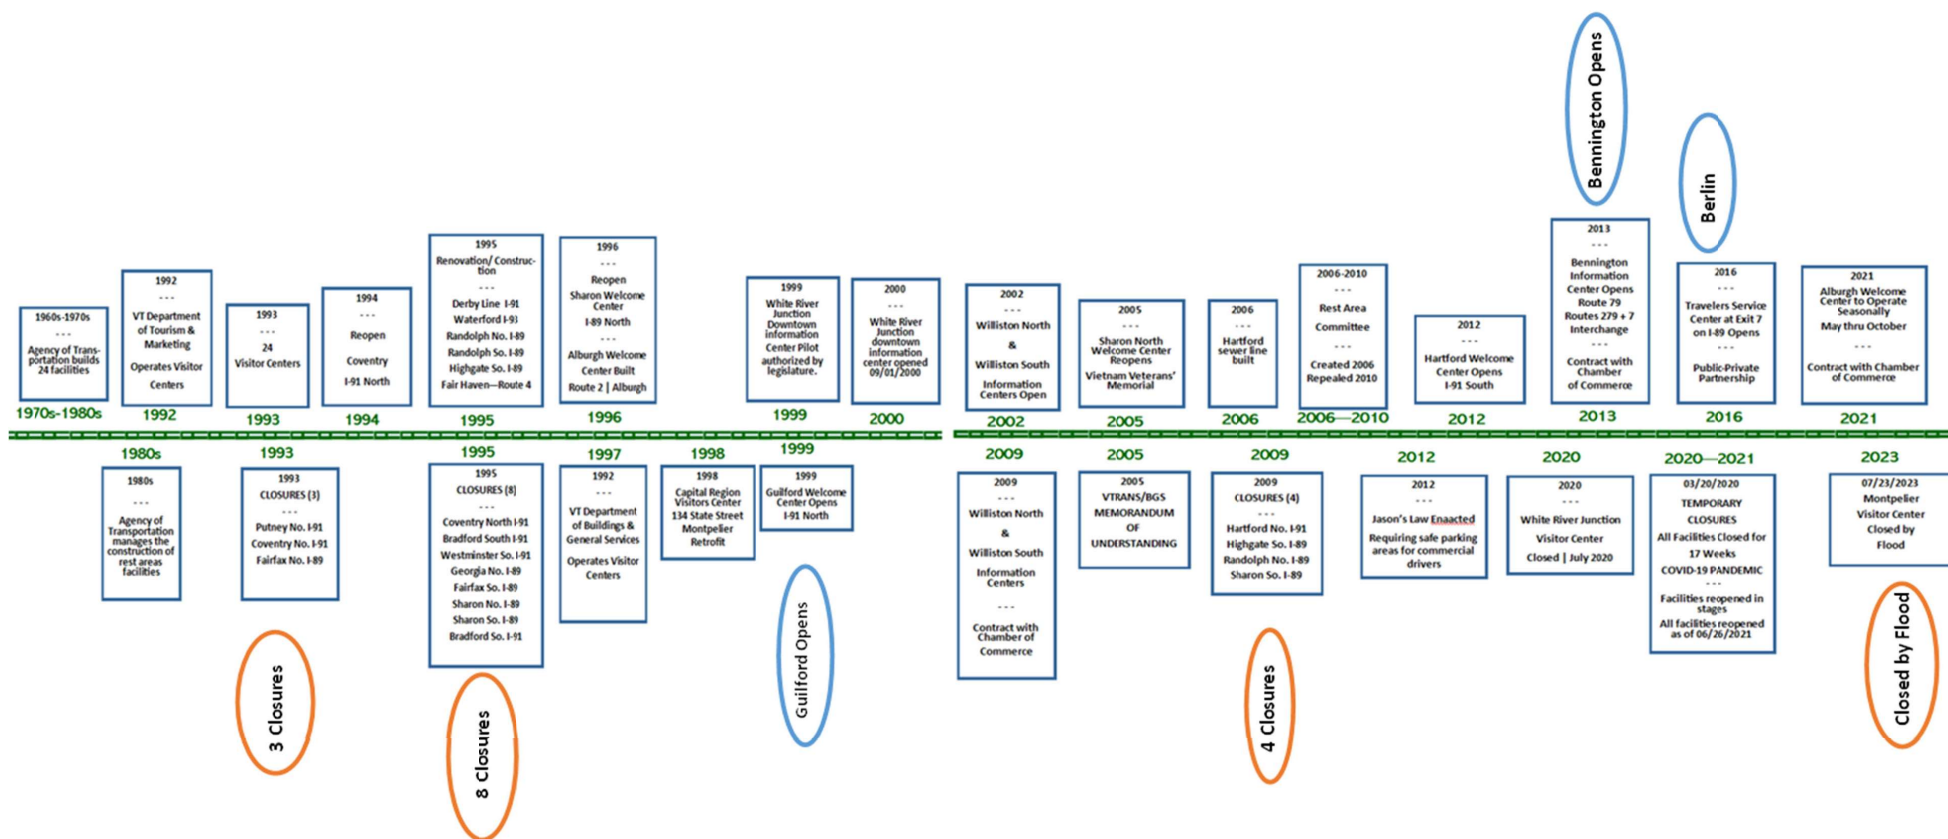 Bennington Opens
Berlin
1960s-1970s
- - -
Agency of Trans-
portation builds
24 facilities
1992
- - -
VT Department
of Tourism &
Marketing
Operates Visitor
Centers
1993
- - -
24
Visitor Centers
1994
- - -
Reopen
Coventry
I-91 North
1995
Renovation/ Construc-
tion
- - -
Derby Line I-91
Waterford I-93
Randolph No. I-89
Randolph So. I-89
Highgate So. I-89
Fair Haven—Route 4
1996
- - -
Reopen
Sharon Welcome
Center
I-89 North
- - -
Alburgh Welcome
Center Built
Route 2 | Alburgh
1999
White River
Junction
Downtown
information
Center Pilot
authorized by
legislature.
2000
- - -
White River
Junction
downtown
information
center opened
09/01/2000
2002
- - -
Williston North
&
Williston South
Information
Centers Open
2005
- - -
Sharon North
Welcome Center
Reopens
Vietnam Veterans'
Memorial
2006
- - -
Hartford
sewer line
built
2006-2010
- - -
Rest Area
Committee
- - -
Created 2006
Repealed 2010
2012
- - -
Hartford Welcome
Center Opens
I-91 South
2013
- - -
Bennington
Information
Center Opens
Route 79
Routes 279 + 7
Interchange
- - -
Contract with
Chamber
of Commerce
2016
- - -
Travelers Service
Center at Exit 7
on I-89 Opens
- - -
Public-Private
Partnership
2021
Alburgh Welcome
Center to Operate
Seasonally
May thru October
- - -
Contract with Chamber
of Commerce
1970s-1980s
1992
1993
1994
1995
1996
1999
2000
2002
2005
2006
2006—2010
2012
2013
2016
2021
1980s
1993
1995
1997
1998
1999
2009
2005
2009
2012
2020
2020—2021
2023
1980s
- - -
Agency of
Transportation
manages the
construction of
rest areas
facilities
1993
CLOSURES (3)
- - -
Putney No. I-91
Coventry No. I-91
Fairfax No. I-89
1995
CLOSURES (8)
- - -
Coventry North I-91
Bradford South I-91
Westminster So. I-91
Georgia No. I-89
Fairfax So. I-89
Sharon No. I-89
Sharon So. I-89
Bradford So. I-91
1992
- - -
VT Department
of Buildings &
General Services
Operates Visitor
Centers
1998
Capital Region
Visitors Center
134 State Street
Montpelier
Retrofit
1999
Guilford Welcome
Center Opens
I-91 North
2009
- - -
Williston North
&
Williston South
Information
Centers
- - -
Contract with
Chamber of
Commerce
2005
VTRANS/BGS
MEMORANDUM
OF
UNDERSTANDING
2009
CLOSURES (4)
- - -
Hartford No. I-91
Highgate So. I-89
Randolph No. I-89
Sharon So. I-89
2012
- - -
Jason's Law Enaacted
Requiring safe parking
areas for commercial
drivers
2020
- - -
White River Junction
Visitor Center
Closed | July 2020
03/20/2020
TEMPORARY
CLOSURES
All Facilities Closed for
17 Weeks
COVID-19 PANDEMIC
- - -
Facilities reopened in
stages
All facilities reopened
as of 06/26/2021
07/23/2023
Montpelier
Visitor Center
Closed by
Flood
3 Closures
8 Closures
Guilford Opens
4 Closures
Closed by Flood